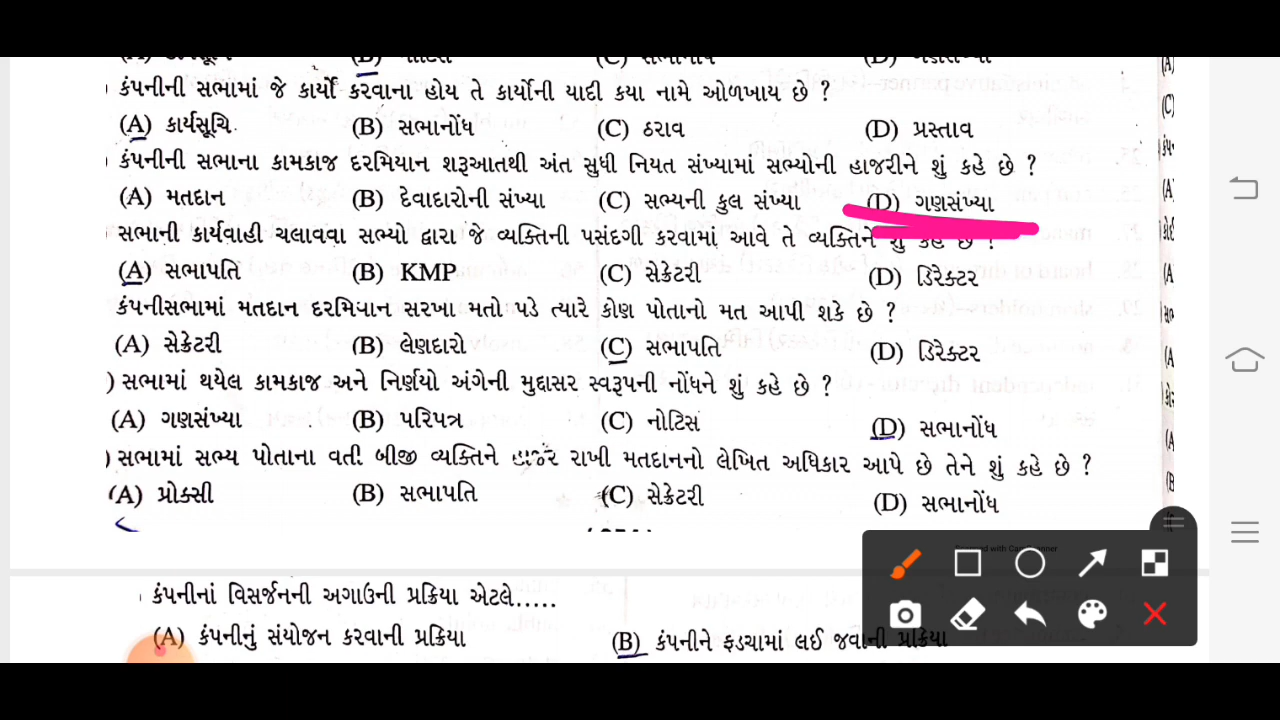 કંપનીની સભામાં જે કાર્યો કરવાના હોય તે કાર્યોની યાદી કયા નામે ઓળખાય છે ?
(A) કાર્યસૂચિ (B) સભાનોંધ (C) ઠરાવ (D) પ્રસ્તાવ
કંપનીની સભાના કામકાજ દરમિયાન શરૂઆતથી અંત સુધી નિયત સંખ્યામાં સભ્યોની હાજરીને શું કહે છે ?
(A) મતદાન (B) દેવાદારોની સંખ્યા (C) સભ્યની કુલ સંખ્યા (D) ગણસંખ્યા
સભાની કાર્યવાહી ચલાવવા સભ્યો દ્વારા જે વ્યક્તિની પસંદગી કરવામાં આવે તે વ્યક્તિને શું કહે છે ?
(A) સભાપતિ (B) KMP (C) સેક્રેટરી (D) ડિરેક્ટર
કંપનીસભામાં મતદાન દરમિયાન સરખા મતો પડે ત્યારે કોણ પોતાનો મત આપી શકે છે ?
(A) સેક્રેટરી (B) લેણદારો (C) સભાપતિ (D) ડિરેક્ટર
) સભામાં થયેલ કામકાજ અને નિર્ણયો અંગેની મુદ્દાસર સ્વરૂપની નોંધને શું કહે છે ?
(A) ગણસંખ્યા (B) પરિપત્ર (C) નોટિસ (D) સભાનોંધ
) સભામાં સભ્ય પોતાના વતી બીજી વ્યક્તિને હાજર રાખી મતદાનનો લેખિત અધિકાર આપે છે તેને શું કહે છે ?
(A) પ્રોક્સી (B) સભાપતિ (C) સેક્રેટરી (D) સભાનોંધ
કંપનીનાં વિસર્જનની અગાઉની પ્રક્રિયા એટલે.....
(A) કંપનીનું સંયોજન કરવાની પ્રક્રિયા (B) કંપનીને ફડચામાં લઈ જવાની પ્રક્રિયા